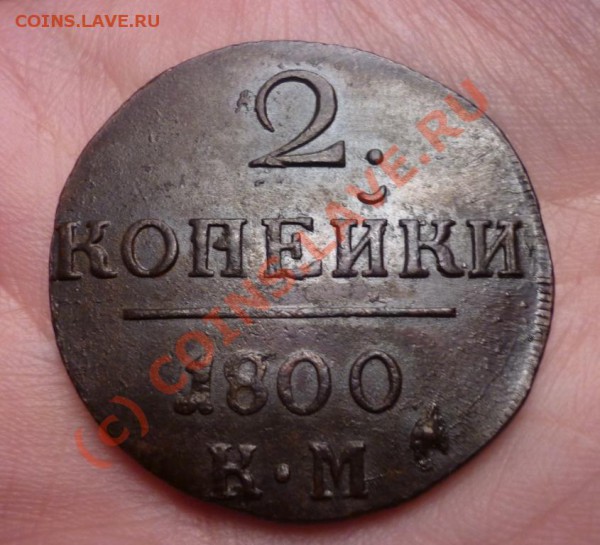 COINS.LAVE.RU
2.
КОПЕЙКИ
1800
К·М
(c) COINS.LAVE.RU